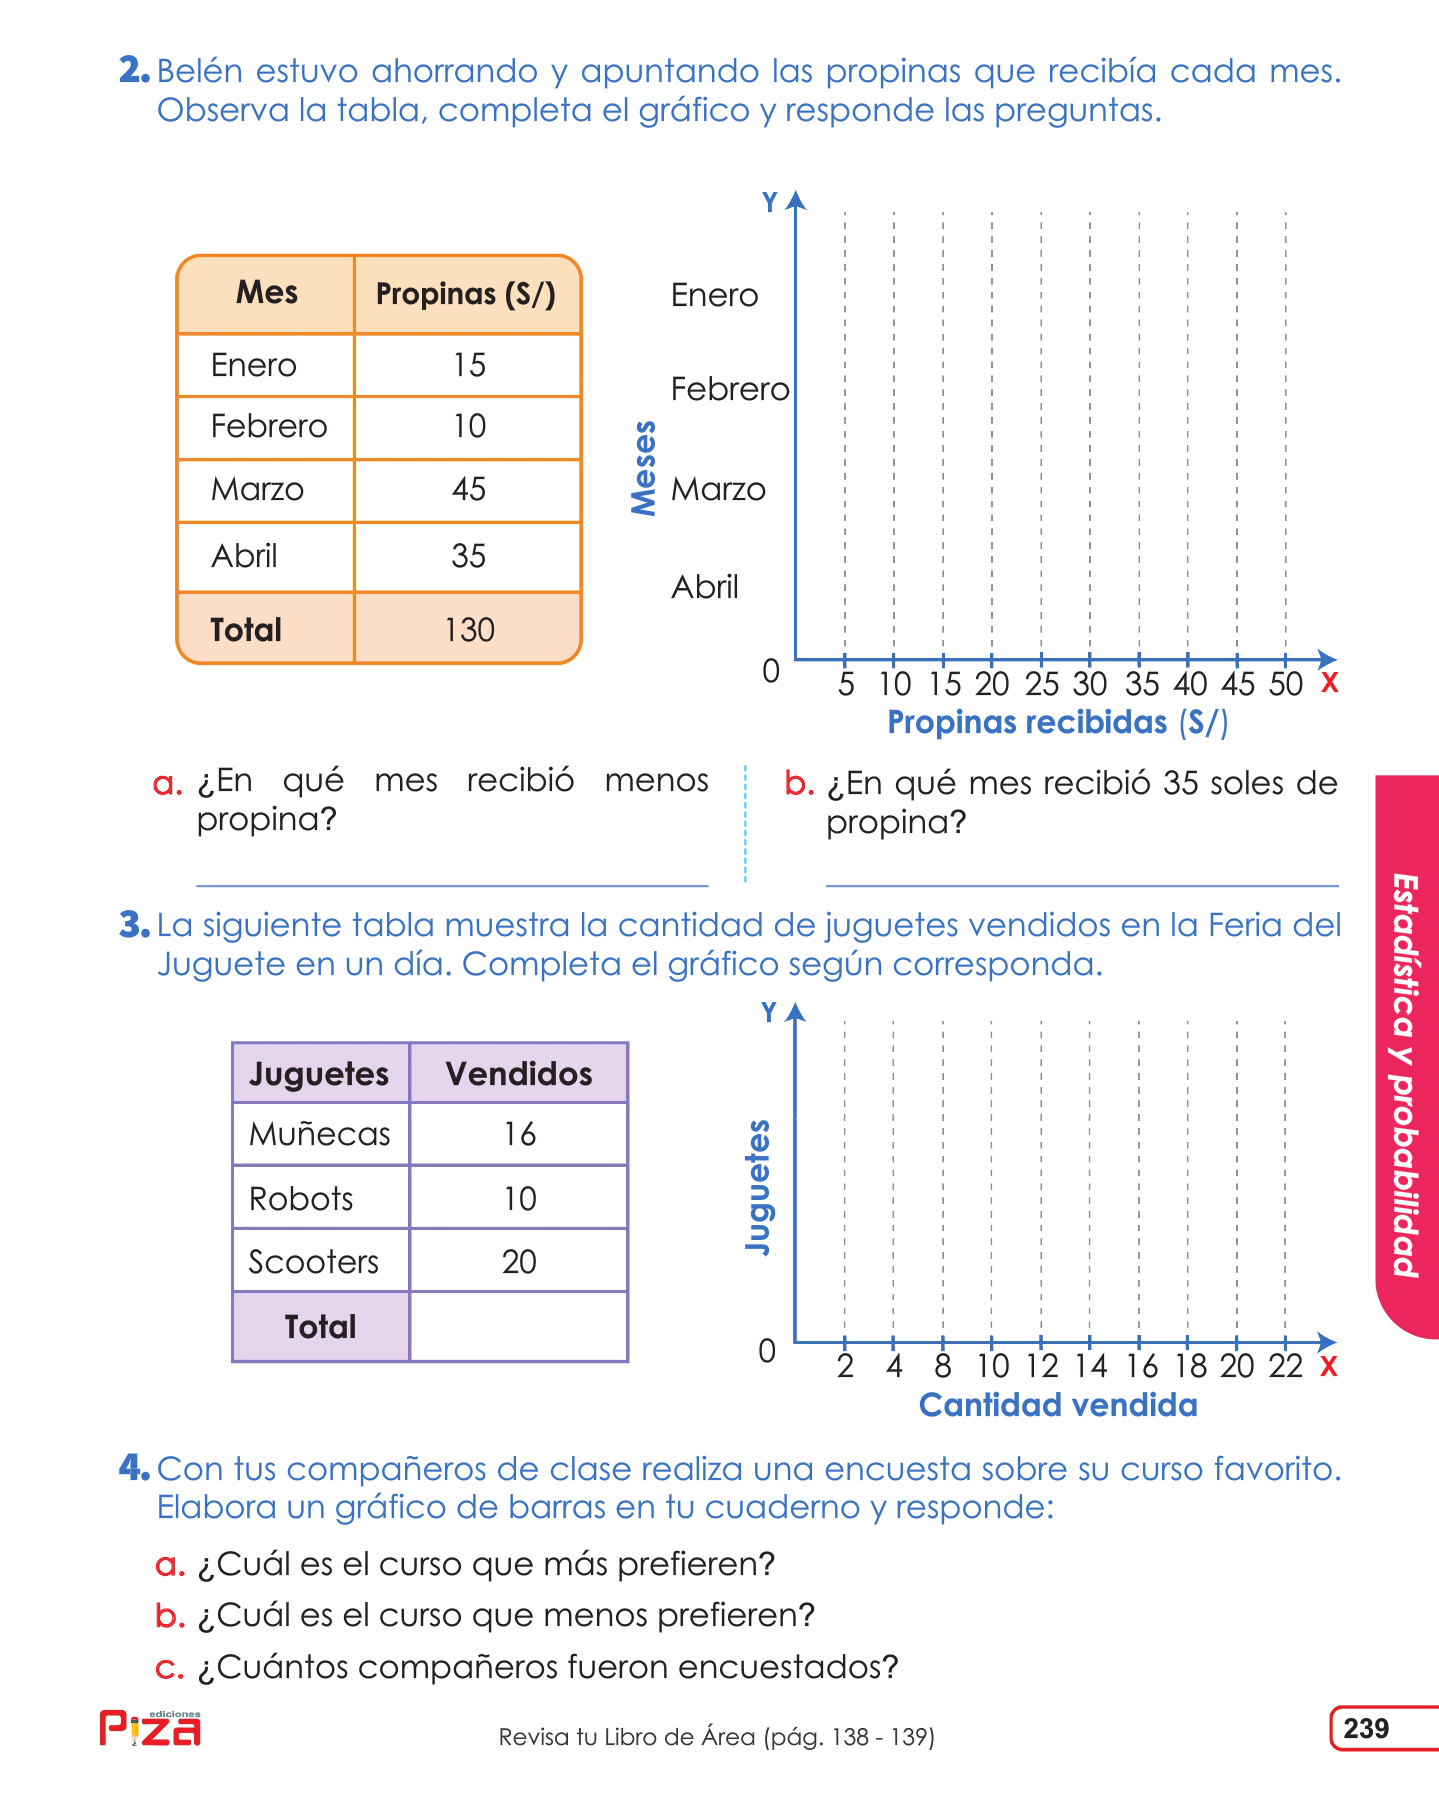 2. Belén estuvo ahorrando y apuntando las propinas que recibía cada mes.
Observa la tabla, completa el gráfico y responde las preguntas.
Mes Propinas (S/)
Enero 15
Febrero 10
Marzo 45
Abril 35
Total 130
Y
Meses
Enero
Febrero
Marzo
Abril
0 5 10 15 20 25 30 35 40 45 50 X
Propinas recibidas (S/)
a. ¿En qué mes recibió menos
propina?
b. ¿En qué mes recibió 35 soles de
propina?
3. La siguiente tabla muestra la cantidad de juguetes vendidos en la Feria del
Juguete en un día. Completa el gráfico según corresponda.
Juguetes Vendidos
Muñecas 16
Robots 10
Scooters 20
Total
Y
Juguetes
0 2 4 8 10 12 14 16 18 20 22 X
Cantidad vendida
4. Con tus compañeros de clase realiza una encuesta sobre su curso favorito.
Elabora un gráfico de barras en tu cuaderno y responde:
a. ¿Cuál es el curso que más prefieren?
b. ¿Cuál es el curso que menos prefieren?
c. ¿Cuántos compañeros fueron encuestados?
Estadística y probabilidad
ediciones
Piza
Revisa tu Libro de Área (pág. 138 - 139)
239